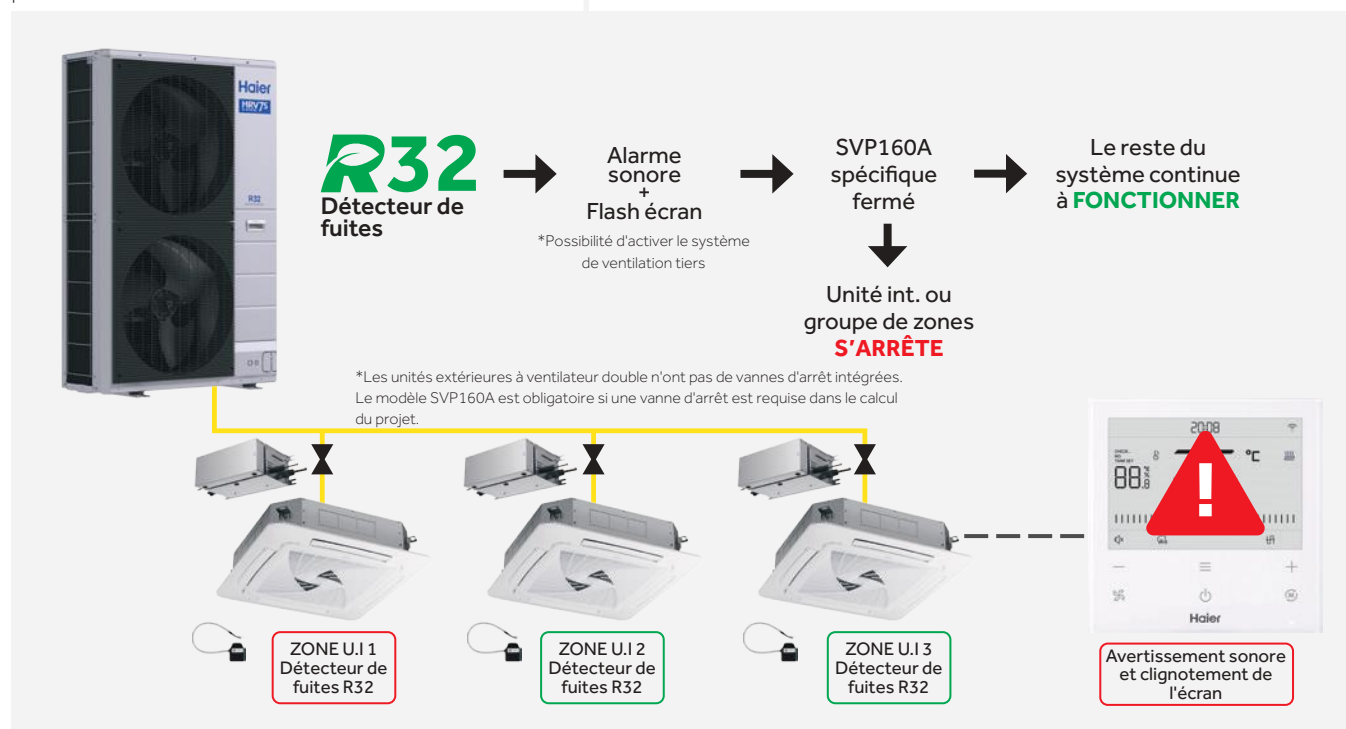 Haier
MRV7S
R32
R32
Détecteur de
fuites
Alarme
sonore
+
Flash écran
*Possibilité d'activer le système
de ventilation tiers
SVP160A
spécifique
fermé
Le reste du
système continue
à FONCTIONNER
Unité int. ou
groupe de zones
S'ARRÊTE
*Les unités extérieures à ventilateur double n'ont pas de vannes d'arrêt intégrées.
Le modèle SVP160A est obligatoire si une vanne d'arrêt est requise dans le calcul
du projet.
20:08
°C
88
Haier
ZONE U.I 1
Détecteur de
fuites R32
ZONE U.I 2
Détecteur de
fuites R32
ZONE U.I 3
Détecteur de
fuites R32
Avertissement sonore
et clignotement de
l'écran